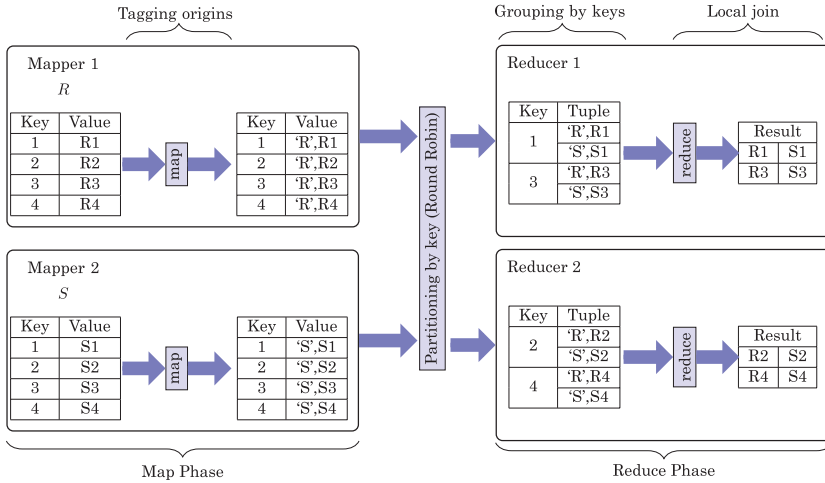 Tagging origins
Grouping by keys
Local join
Mapper 1
R
Key Value
1 R1
2 R2
3 R3
4 R4
map
Key Value
1 ‘R’,R1
2 ‘R’,R2
3 ‘R’,R3
4 ‘R’,R4
Mapper 2
S
Key Value
1 S1
2 S2
3 S3
4 S4
map
Key Value
1 ‘S’,S1
2 ‘S’,S2
3 ‘S’,S3
4 ‘S’,S4
Map Phase
Partitioning by key (Round Robin)
Reducer 1
Key Tuple
1 ‘R’,R1
‘S’,S1
3 ‘R’,R3
‘S’,S3
reduce
Result
R1 S1
R3 S3
Reducer 2
Key Tuple
2 ‘R’,R2
‘S’,S2
4 ‘R’,R4
‘S’,S4
reduce
Result
R2 S2
R4 S4
Reduce Phase